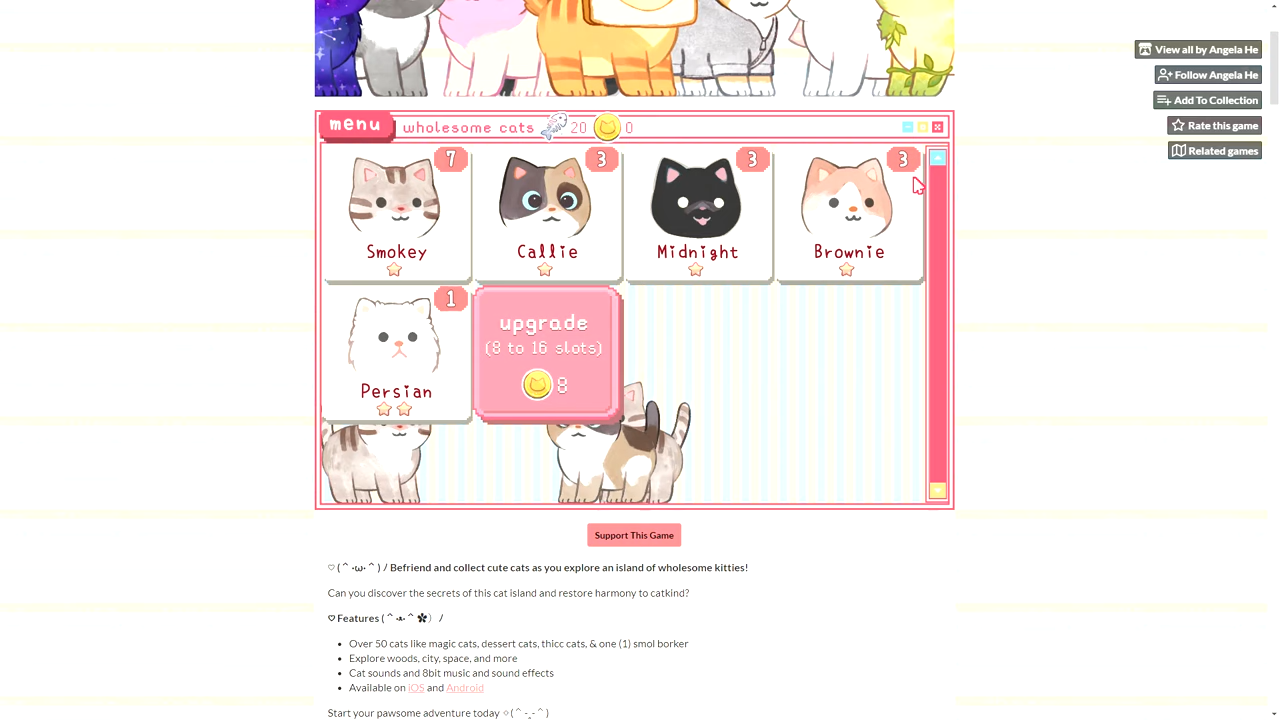 View all by Angela He
Follow Angela He
Add To Collection
Rate this game
Related games
menu wholesome cats 20 0
7 3 3 3
Smokey Callie Midnight Brownie
1
Persian
upgrade
(8 to 16 slots)
8
Support This Game
♡ ( ^ ·ω· ^ ) / Befriend and collect cute cats as you explore an island of wholesome kitties!
Can you discover the secrets of this cat island and restore harmony to catkind?
♡ Features ( ^ ·ﻌ· ^ ✿) /
• Over 50 cats like magic cats, dessert cats, thicc cats, & one (1) smol borker
• Explore woods, city, space, and more
• Cat sounds and 8bit music and sound effects
• Available on iOS and Android
Start your pawsome adventure today ✧( ^ -‿- ^ )